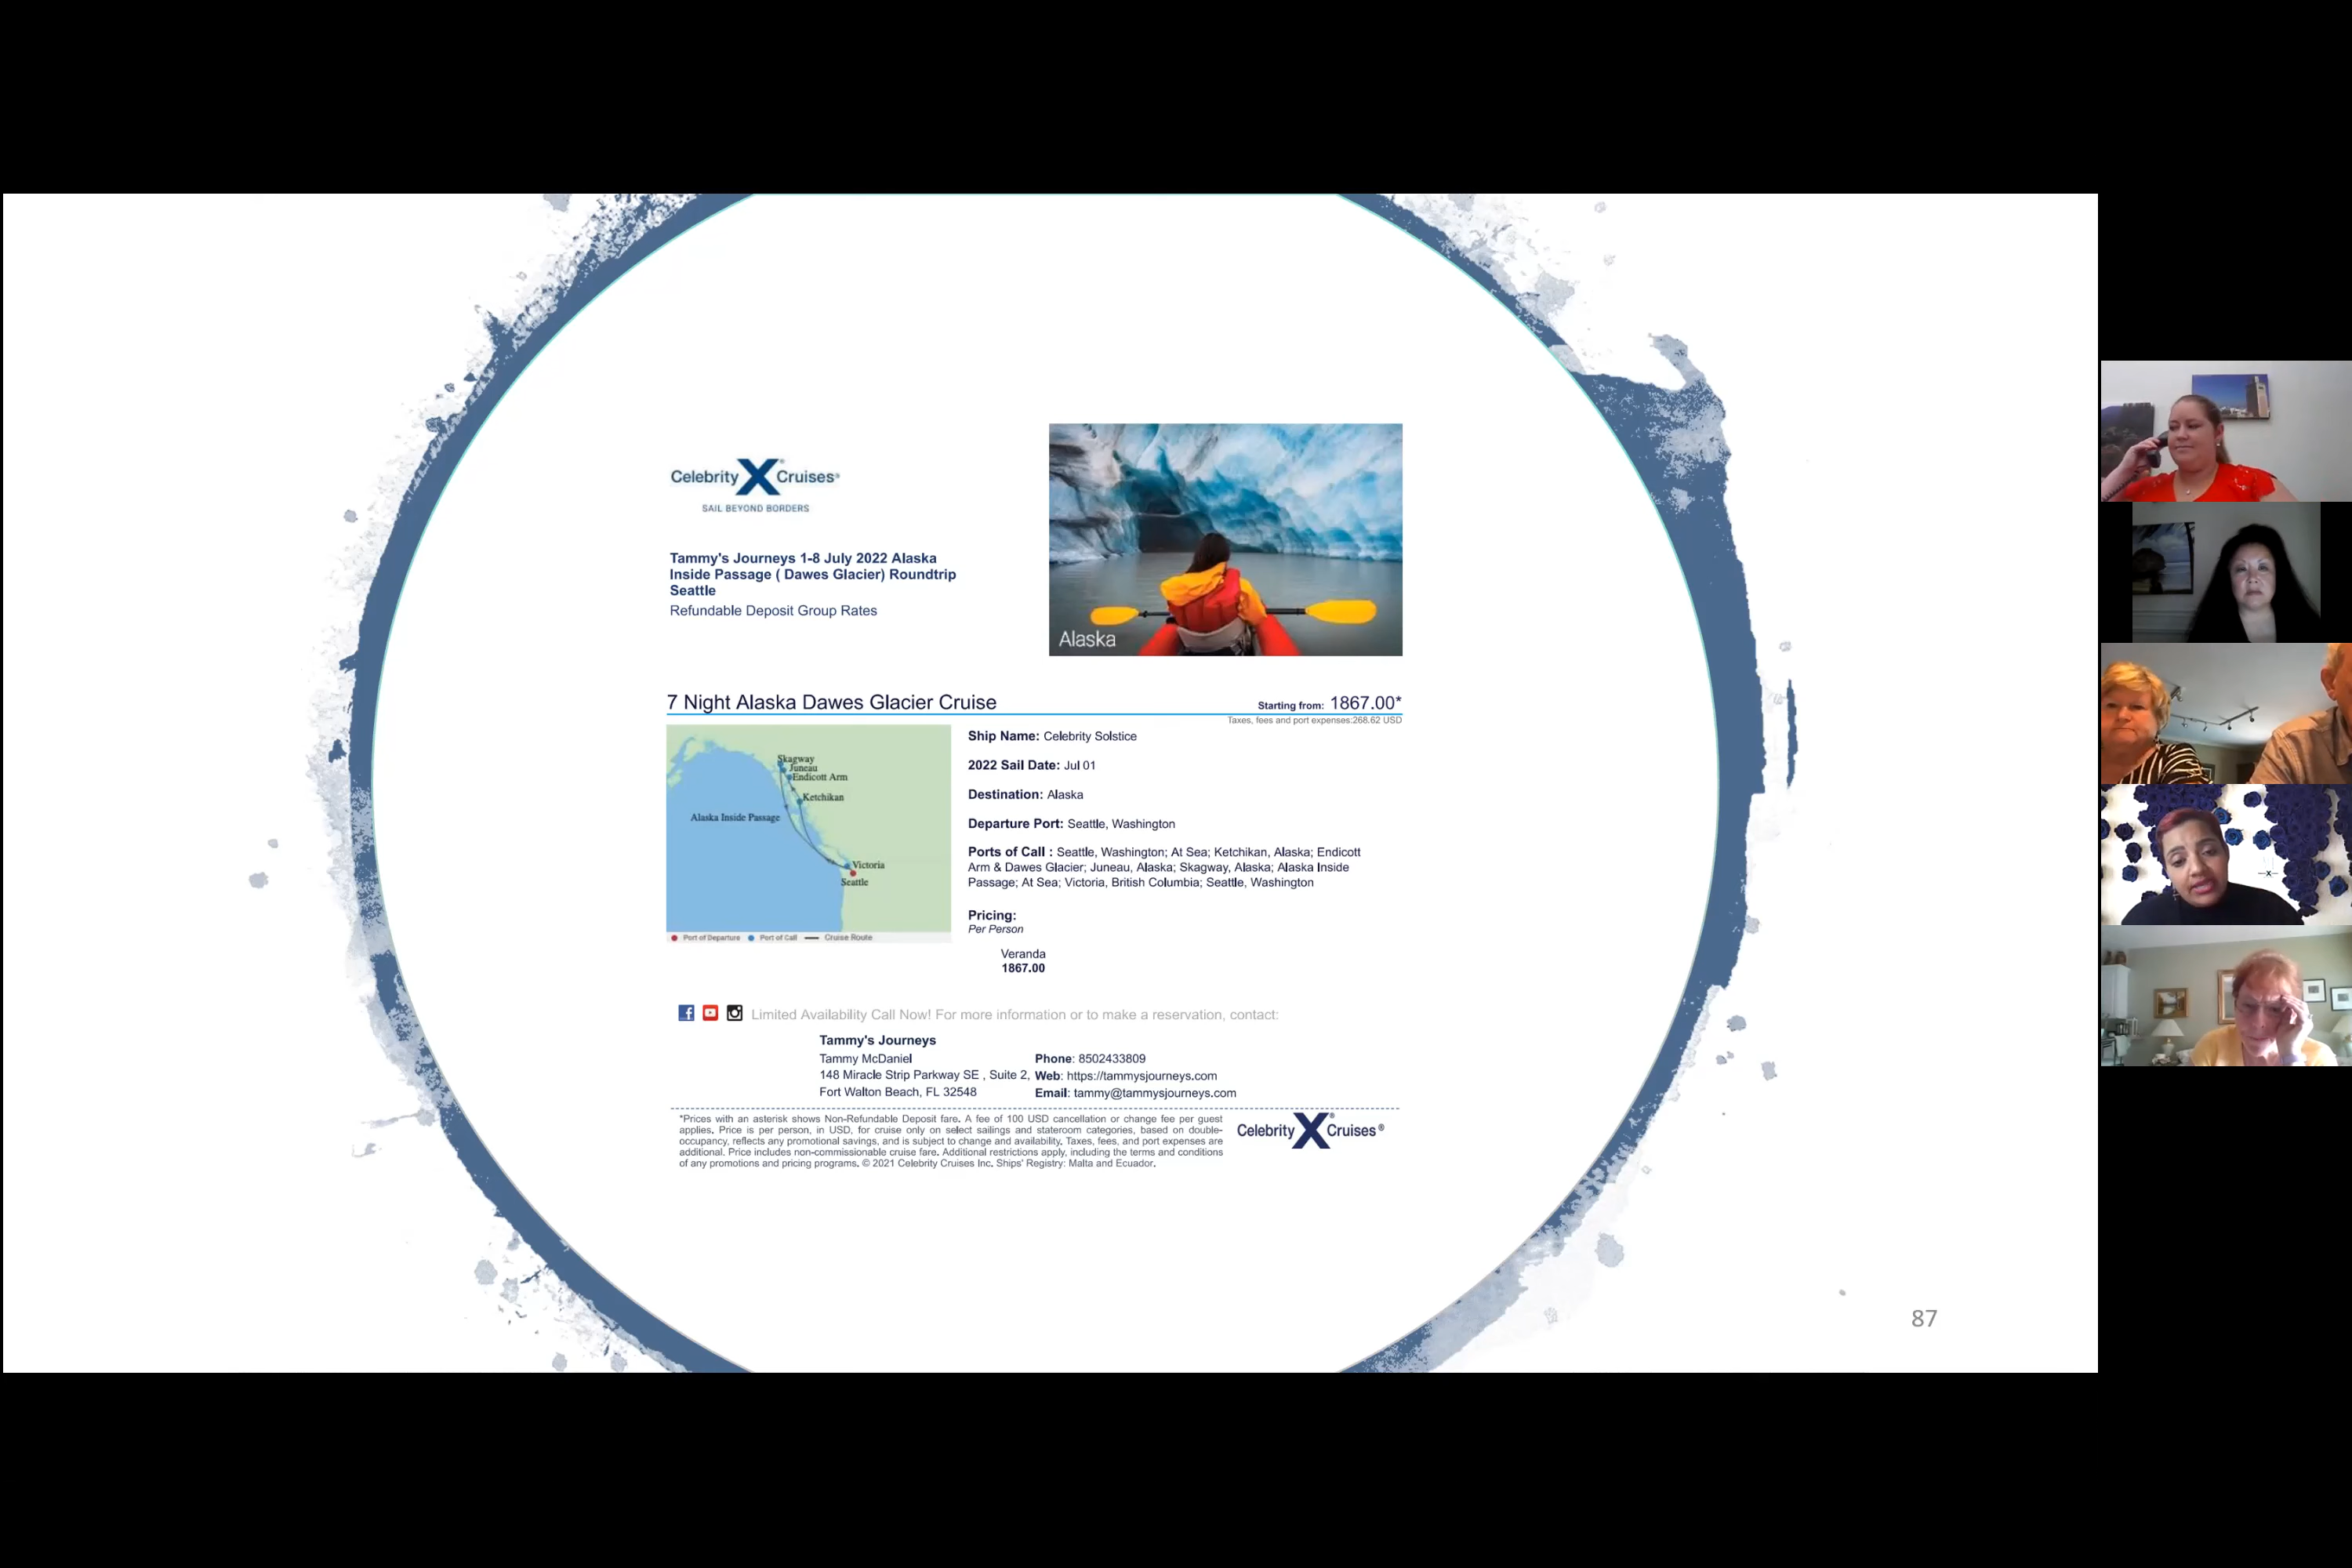 Celebrity X Cruises®
SAIL BEYOND BORDERS
Tammy's Journeys 1-8 July 2022 Alaska
Inside Passage ( Dawes Glacier) Roundtrip
Seattle
Refundable Deposit Group Rates
Alaska
7 Night Alaska Dawes Glacier Cruise
Starting from: 1867.00*
Taxes, fees and port expenses:268.62 USD
Skagway
Juneau
Endicott Arm
Ketchikan
Alaska Inside Passage
Victoria
Seattle
Port of Departure Port of Call Cruise Route
Ship Name: Celebrity Solstice
2022 Sail Date: Jul 01
Destination: Alaska
Departure Port: Seattle, Washington
Ports of Call : Seattle, Washington; At Sea; Ketchikan, Alaska; Endicott
Arm & Dawes Glacier; Juneau, Alaska; Skagway, Alaska; Alaska Inside
Passage; At Sea; Victoria, British Columbia; Seattle, Washington
Pricing:
Per Person
Veranda
1867.00
Limited Availability Call Now! For more information or to make a reservation, contact:
Tammy's Journeys
Tammy McDaniel
148 Miracle Strip Parkway SE , Suite 2,
Fort Walton Beach, FL 32548
Phone: 8502433809
Web: https://tammysjourneys.com
Email: tammy@tammysjourneys.com
*Prices with an asterisk shows Non-Refundable Deposit fare. A fee of 100 USD cancellation or change fee per guest
applies. Price is per person, in USD, for cruise only on select sailings and stateroom categories, based on double-
occupancy, reflects any promotional savings, and is subject to change and availability. Taxes, fees, and port expenses are
additional. Price includes non-commissionable cruise fare. Additional restrictions apply, including the terms and conditions
of any promotions and pricing programs. © 2021 Celebrity Cruises Inc. Ships' Registry: Malta and Ecuador.
Celebrity X Cruises®
87